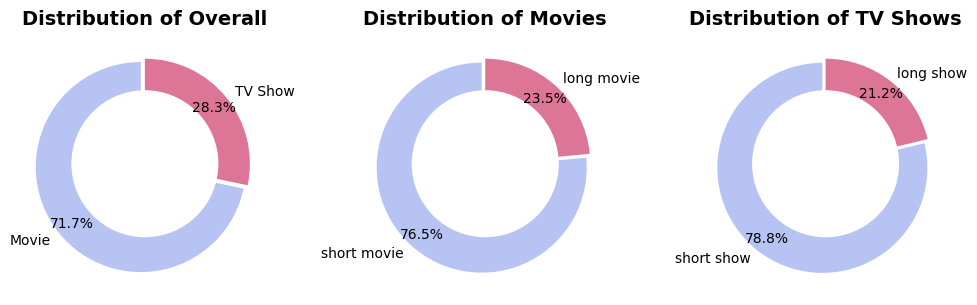 Distribution of Overall
TV Show
28.3%
71.7%
Movie
Distribution of Movies
long movie
23.5%
76.5%
short movie
Distribution of TV Shows
long show
21.2%
78.8%
short show